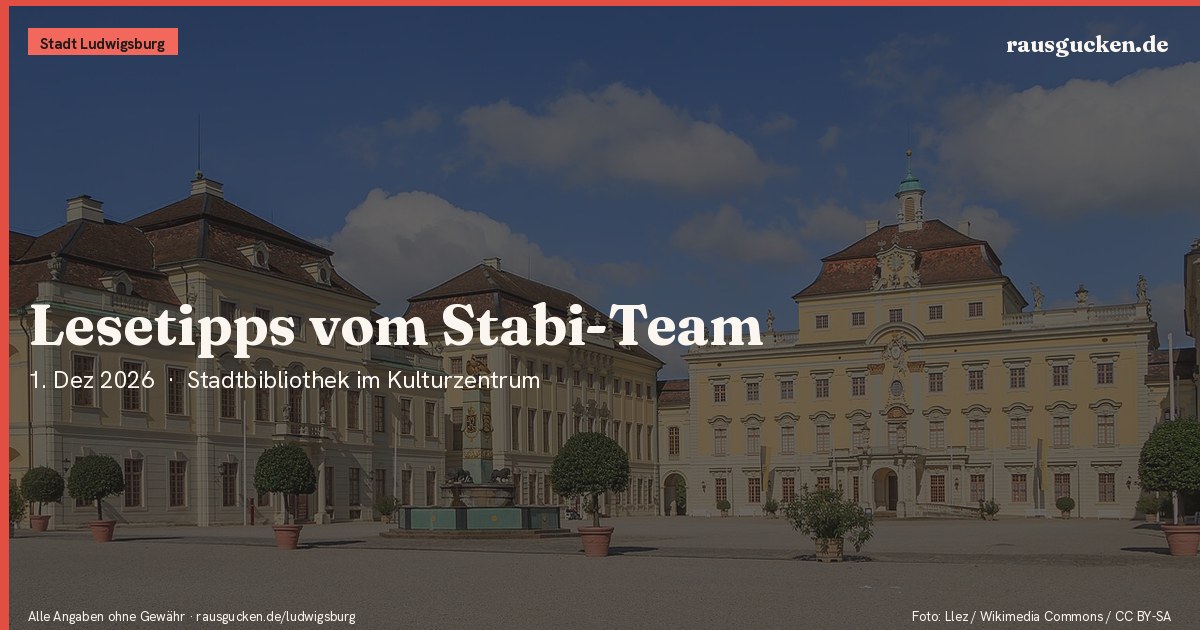 Stadt Ludwigsburg
rausgucken.de
Lesetipps vom Stabi-Team
1. Dez 2026 · Stadtbibliothek im Kulturzentrum
Alle Angaben ohne Gewähr · rausgucken.de/ludwigsburg
Foto: Llez / Wikimedia Commons / CC BY-SA